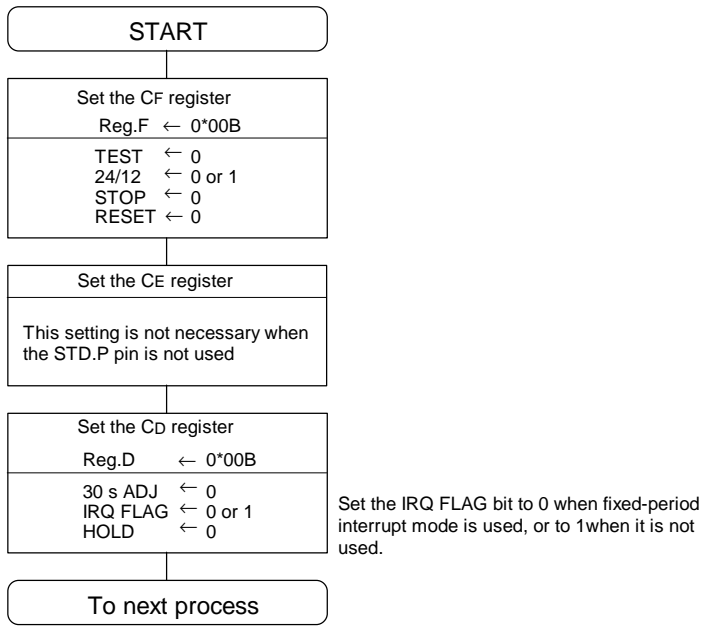 START
Set the CF register
Reg.F ← 0*00B
TEST ← 0
24/12 ← 0 or 1
STOP ← 0
RESET ← 0
Set the CE register
This setting is not necessary when
the STD.P pin is not used
Set the CD register
Reg.D ← 0*00B
30 s ADJ ← 0
IRQ FLAG ← 0 or 1
HOLD ← 0
Set the IRQ FLAG bit to 0 when fixed-period
interrupt mode is used, or to 1when it is not
used.
To next process